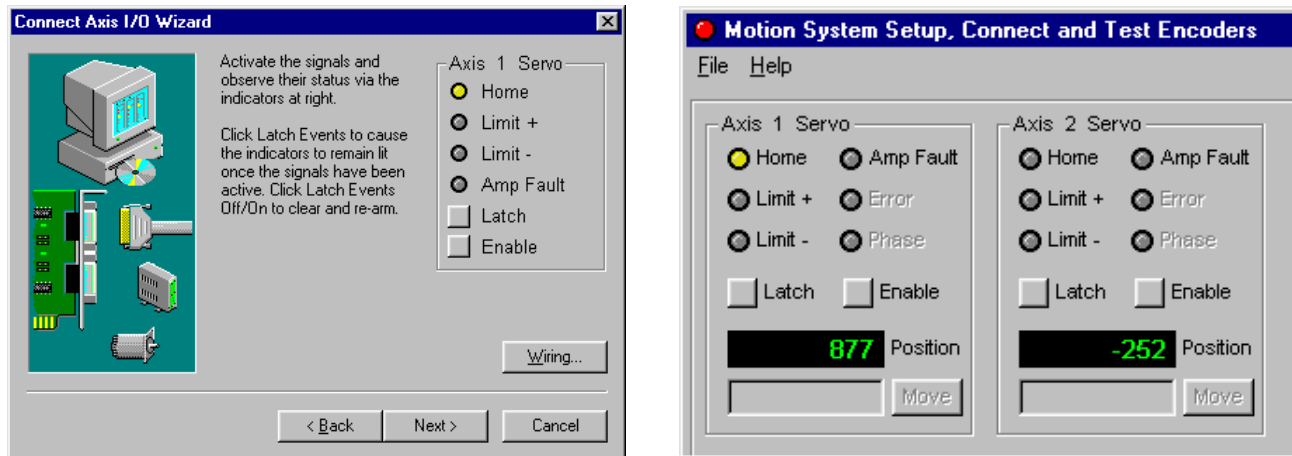 Connect Axis I/O Wizard
Activate the signals and
observe their status via the
indicators at right.
Click Latch Events to cause
the indicators to remain lit
once the signals have been
active. Click Latch Events
Off/On to clear and re-arm.
Axis 1 Servo
Home
Limit +
Limit -
Amp Fault
Latch
Enable
Wiring...
< Back
Next >
Cancel
Motion System Setup, Connect and Test Encoders
File Help
Axis 1 Servo
Home Amp Fault
Limit + Error
Limit - Phase
Latch Enable
877 Position
Move
Axis 2 Servo
Home Amp Fault
Limit + Error
Limit - Phase
Latch Enable
-252 Position
Move